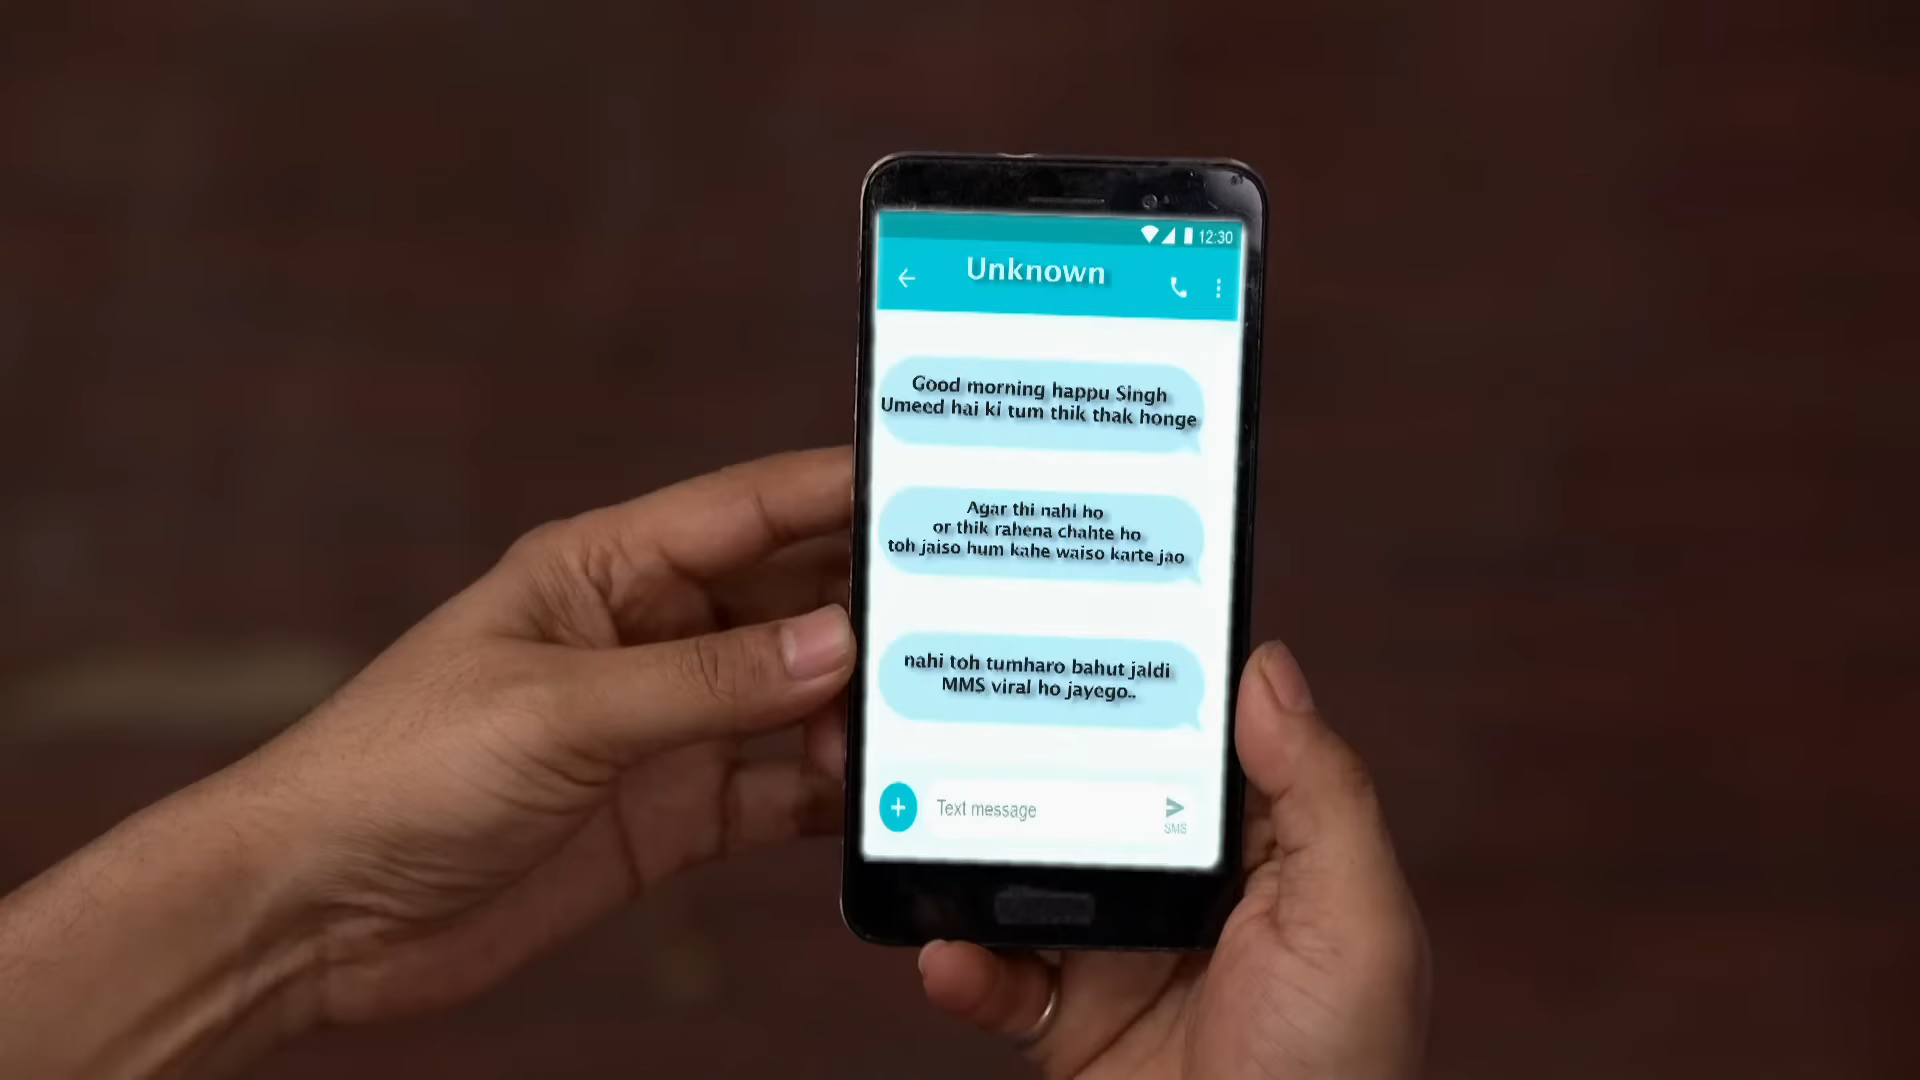 12:30
Unknown
Good morning happu Singh
Umeed hai ki tum thik thak honge
Agar thi nahi ho
or thik rahena chahte ho
toh jaiso hum kahe waiso karte jao
nahi toh tumharo bahut jaldi
MMS viral ho jayego..
Text message
SMS